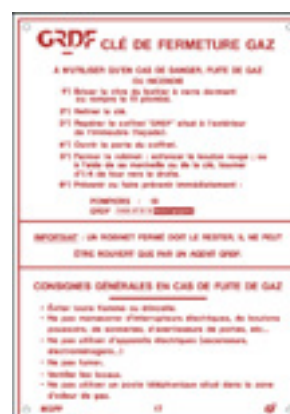 GRDF CLÉ DE FERMETURE GAZ
A N'UTILISER QU'EN CAS DE DANGER, FUITE DE GAZ
OU INCENDIE
1°) Briser la vitre du boîtier à verre dormant
ou rompre le fil plombé.
2°) Retirer la clé.
3°) Repérer le coffret "GRDF" situé à l'extérieur
de l'immeuble (façade).
4°) Ouvrir la porte du coffret.
5°) Fermer le robinet : enfoncer le bouton rouge ; ou
à l'aide de sa manette ou de la clé, tourner
d'1/4 de tour vers la droite.
6°) Prévenir ou faire prévenir immédiatement :
POMPIERS : 18
GRDF
IMPORTANT : UN ROBINET FERMÉ DOIT LE RESTER, IL NE PEUT
ÊTRE ROUVERT QUE PAR UN AGENT GRDF.
CONSIGNES GÉNÉRALES EN CAS DE FUITE DE GAZ
- Éviter toute flamme ou étincelle.
- Ne pas manœuvrer d'interrupteurs électriques, de boutons
poussoirs, de sonneries, d'ouvertures de portes, etc...
- Ne pas utiliser d'appareils électriques (ascenseurs,
électroménagers...)
- Ne pas fumer.
- Ventiler les locaux.
- Ne pas utiliser un poste téléphonique situé dans la zone
d'odeur de gaz.